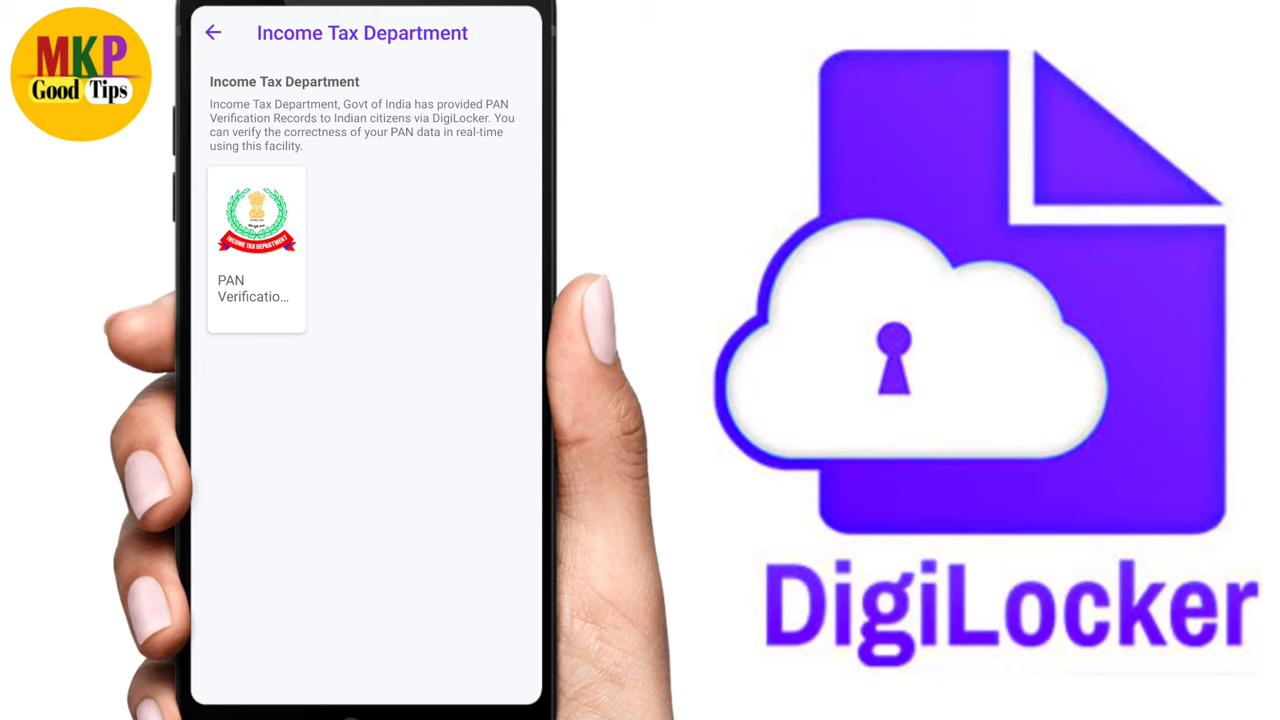 MKP
Good Tips
Income Tax Department
Income Tax Department
Income Tax Department, Govt of India has provided PAN
Verification Records to Indian citizens via DigiLocker. You
can verify the correctness of your PAN data in real-time
using this facility.
INCOME TAX DEPARTMENT
PAN
Verificatio...
DigiLocker